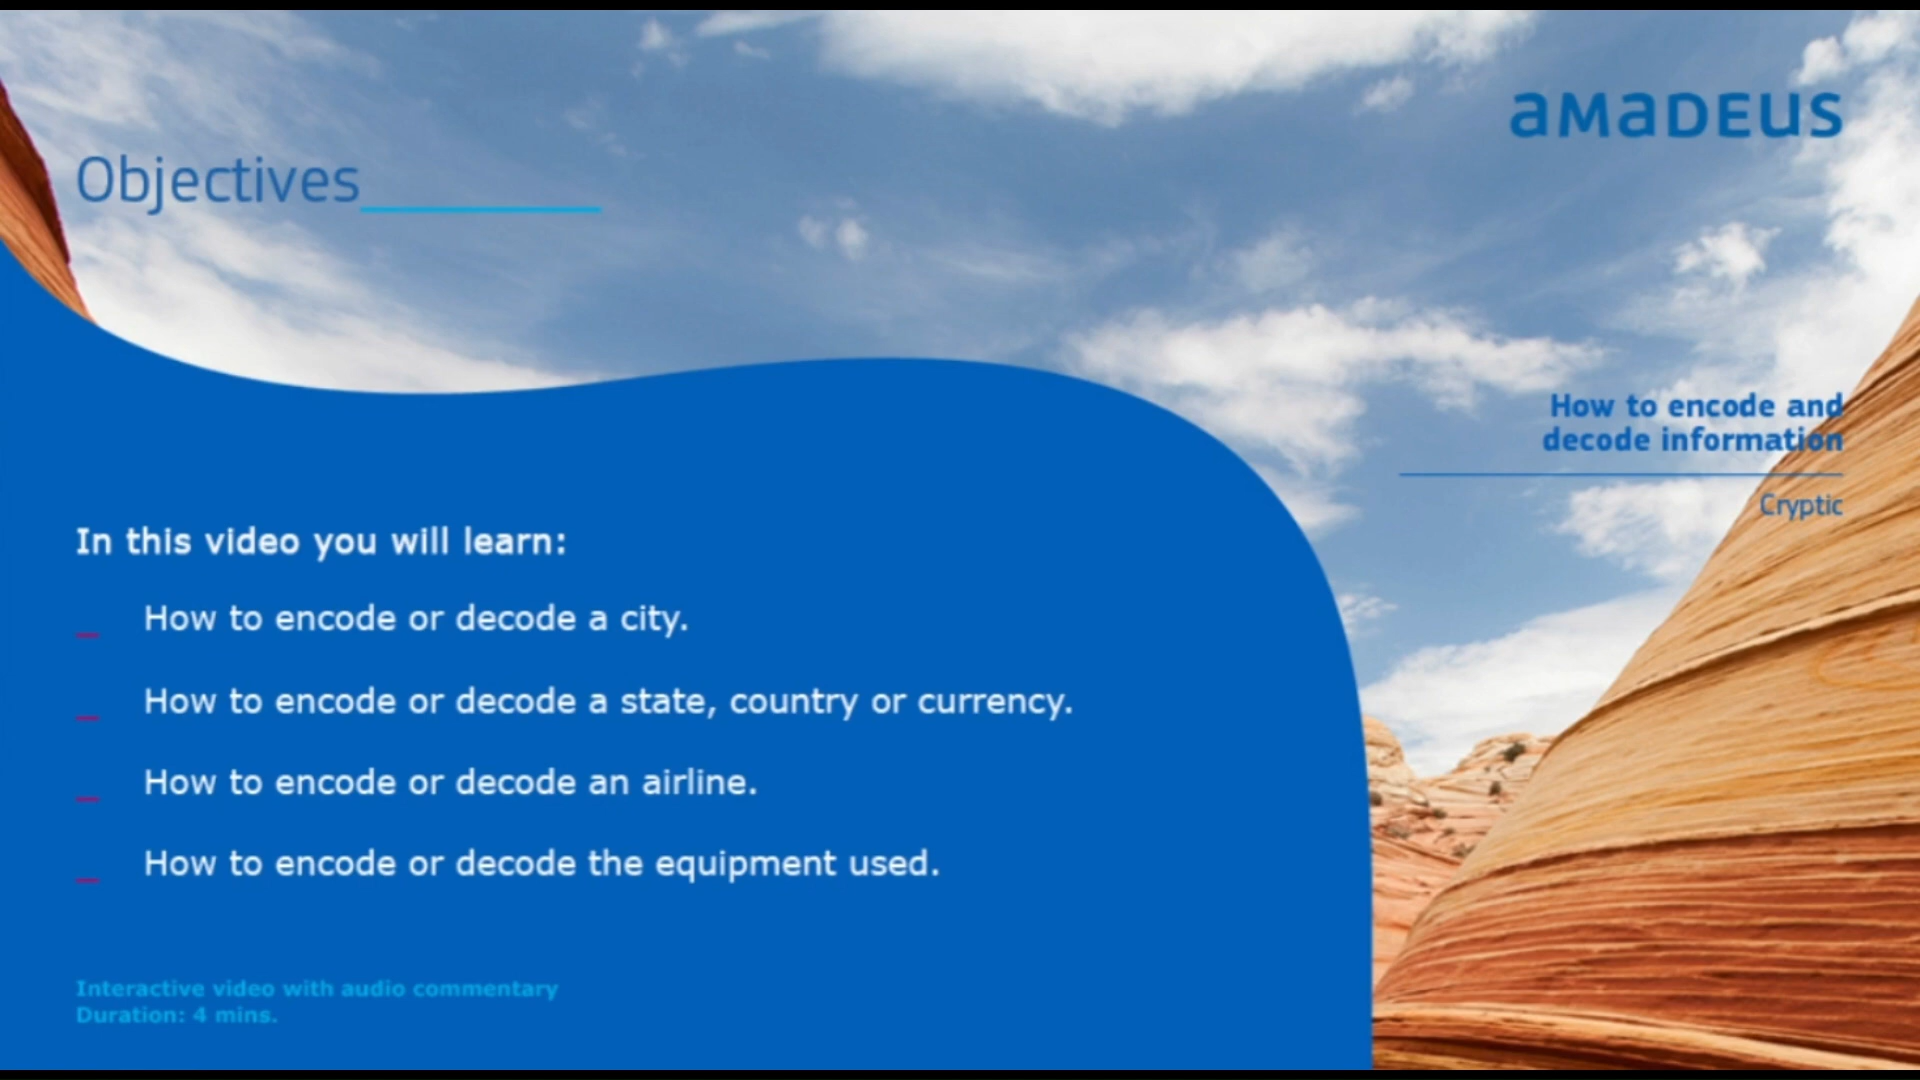 amadeus
Objectives
How to encode and
decode information
Cryptic
In this video you will learn:
_ How to encode or decode a city.
_ How to encode or decode a state, country or currency.
_ How to encode or decode an airline.
_ How to encode or decode the equipment used.
Interactive video with audio commentary
Duration: 4 mins.